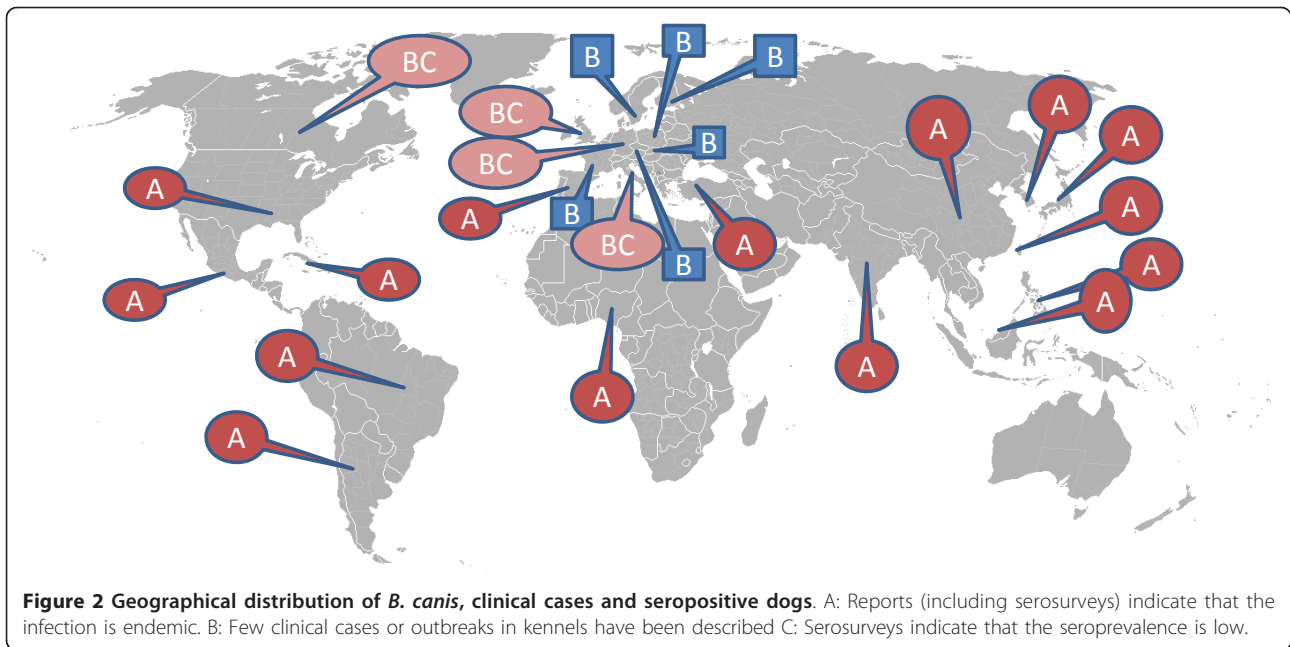 BC
B
B
B
BC
BC
B
A
A
A
A
A
A
B
BC
A
B
A
A
A
A
A
A
A
A
Figure 2 Geographical distribution of B. canis, clinical cases and seropositive dogs. A: Reports (including serosurveys) indicate that the
infection is endemic. B: Few clinical cases or outbreaks in kennels have been described C: Serosurveys indicate that the seroprevalence is low.